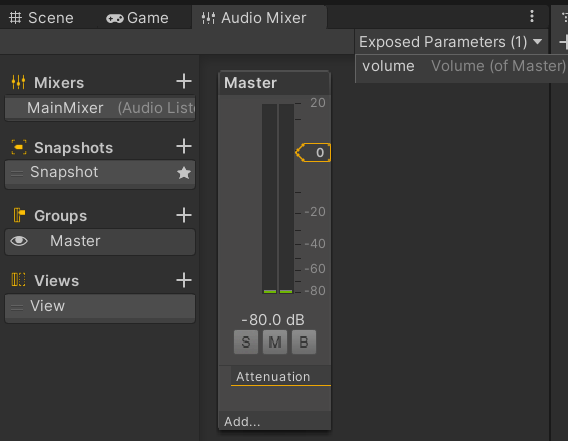 Scene
Game
Audio Mixer
Exposed Parameters (1)
volume Volume (of Master)
Mixers
MainMixer (Audio List
Snapshots
Snapshot
Groups
Master
Views
View
Master
20
0
-20
-40
-60
-80
-80.0 dB
S M B
Attenuation
Add...